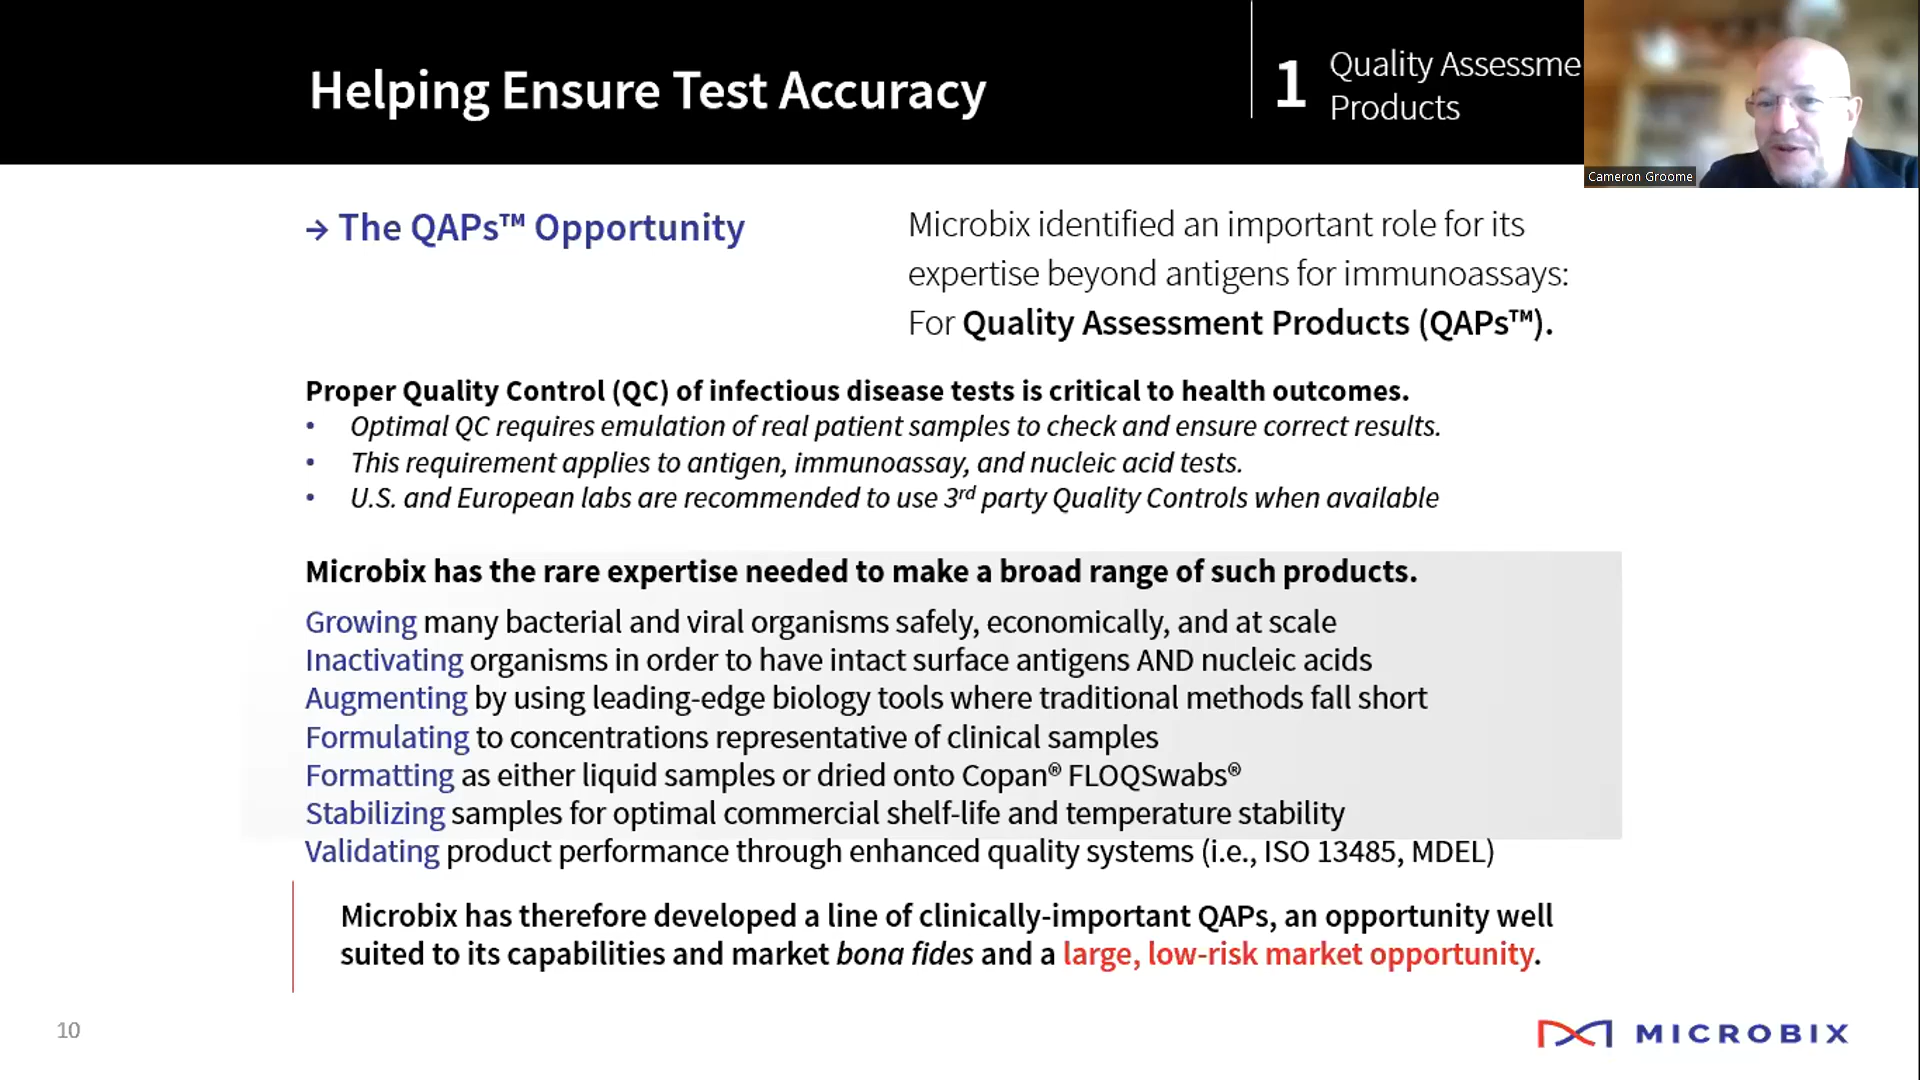 Helping Ensure Test Accuracy
1
Quality Assessme
Products
Cameron Groome
→ The QAPs™ Opportunity
Microbix identified an important role for its
expertise beyond antigens for immunoassays:
For Quality Assessment Products (QAPs™).
Proper Quality Control (QC) of infectious disease tests is critical to health outcomes.
• Optimal QC requires emulation of real patient samples to check and ensure correct results.
• This requirement applies to antigen, immunoassay, and nucleic acid tests.
• U.S. and European labs are recommended to use 3rd party Quality Controls when available
Microbix has the rare expertise needed to make a broad range of such products.
Growing many bacterial and viral organisms safely, economically, and at scale
Inactivating organisms in order to have intact surface antigens AND nucleic acids
Augmenting by using leading-edge biology tools where traditional methods fall short
Formulating to concentrations representative of clinical samples
Formatting as either liquid samples or dried onto Copan® FLOQSwabs®
Stabilizing samples for optimal commercial shelf-life and temperature stability
Validating product performance through enhanced quality systems (i.e., ISO 13485, MDEL)
Microbix has therefore developed a line of clinically-important QAPs, an opportunity well
suited to its capabilities and market bona fides and a large, low-risk market opportunity.
10
MICROBIX